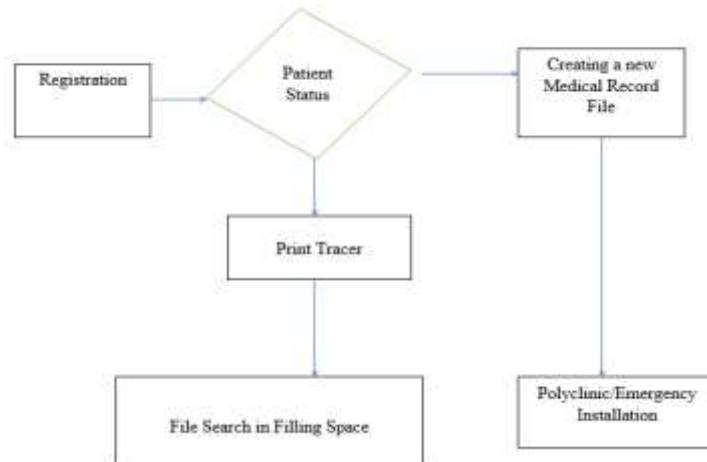 Registration
Patient
Status
Creating a new
Medical Record
File
Print Tracer
File Search in Filling Space
Polyclinic/Emergency
Installation